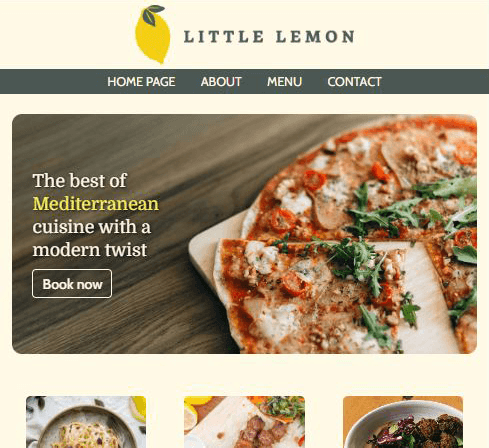 LITTLE LEMON
HOME PAGE ABOUT MENU CONTACT
The best of
Mediterranean
cuisine with a
modern twist
Book now